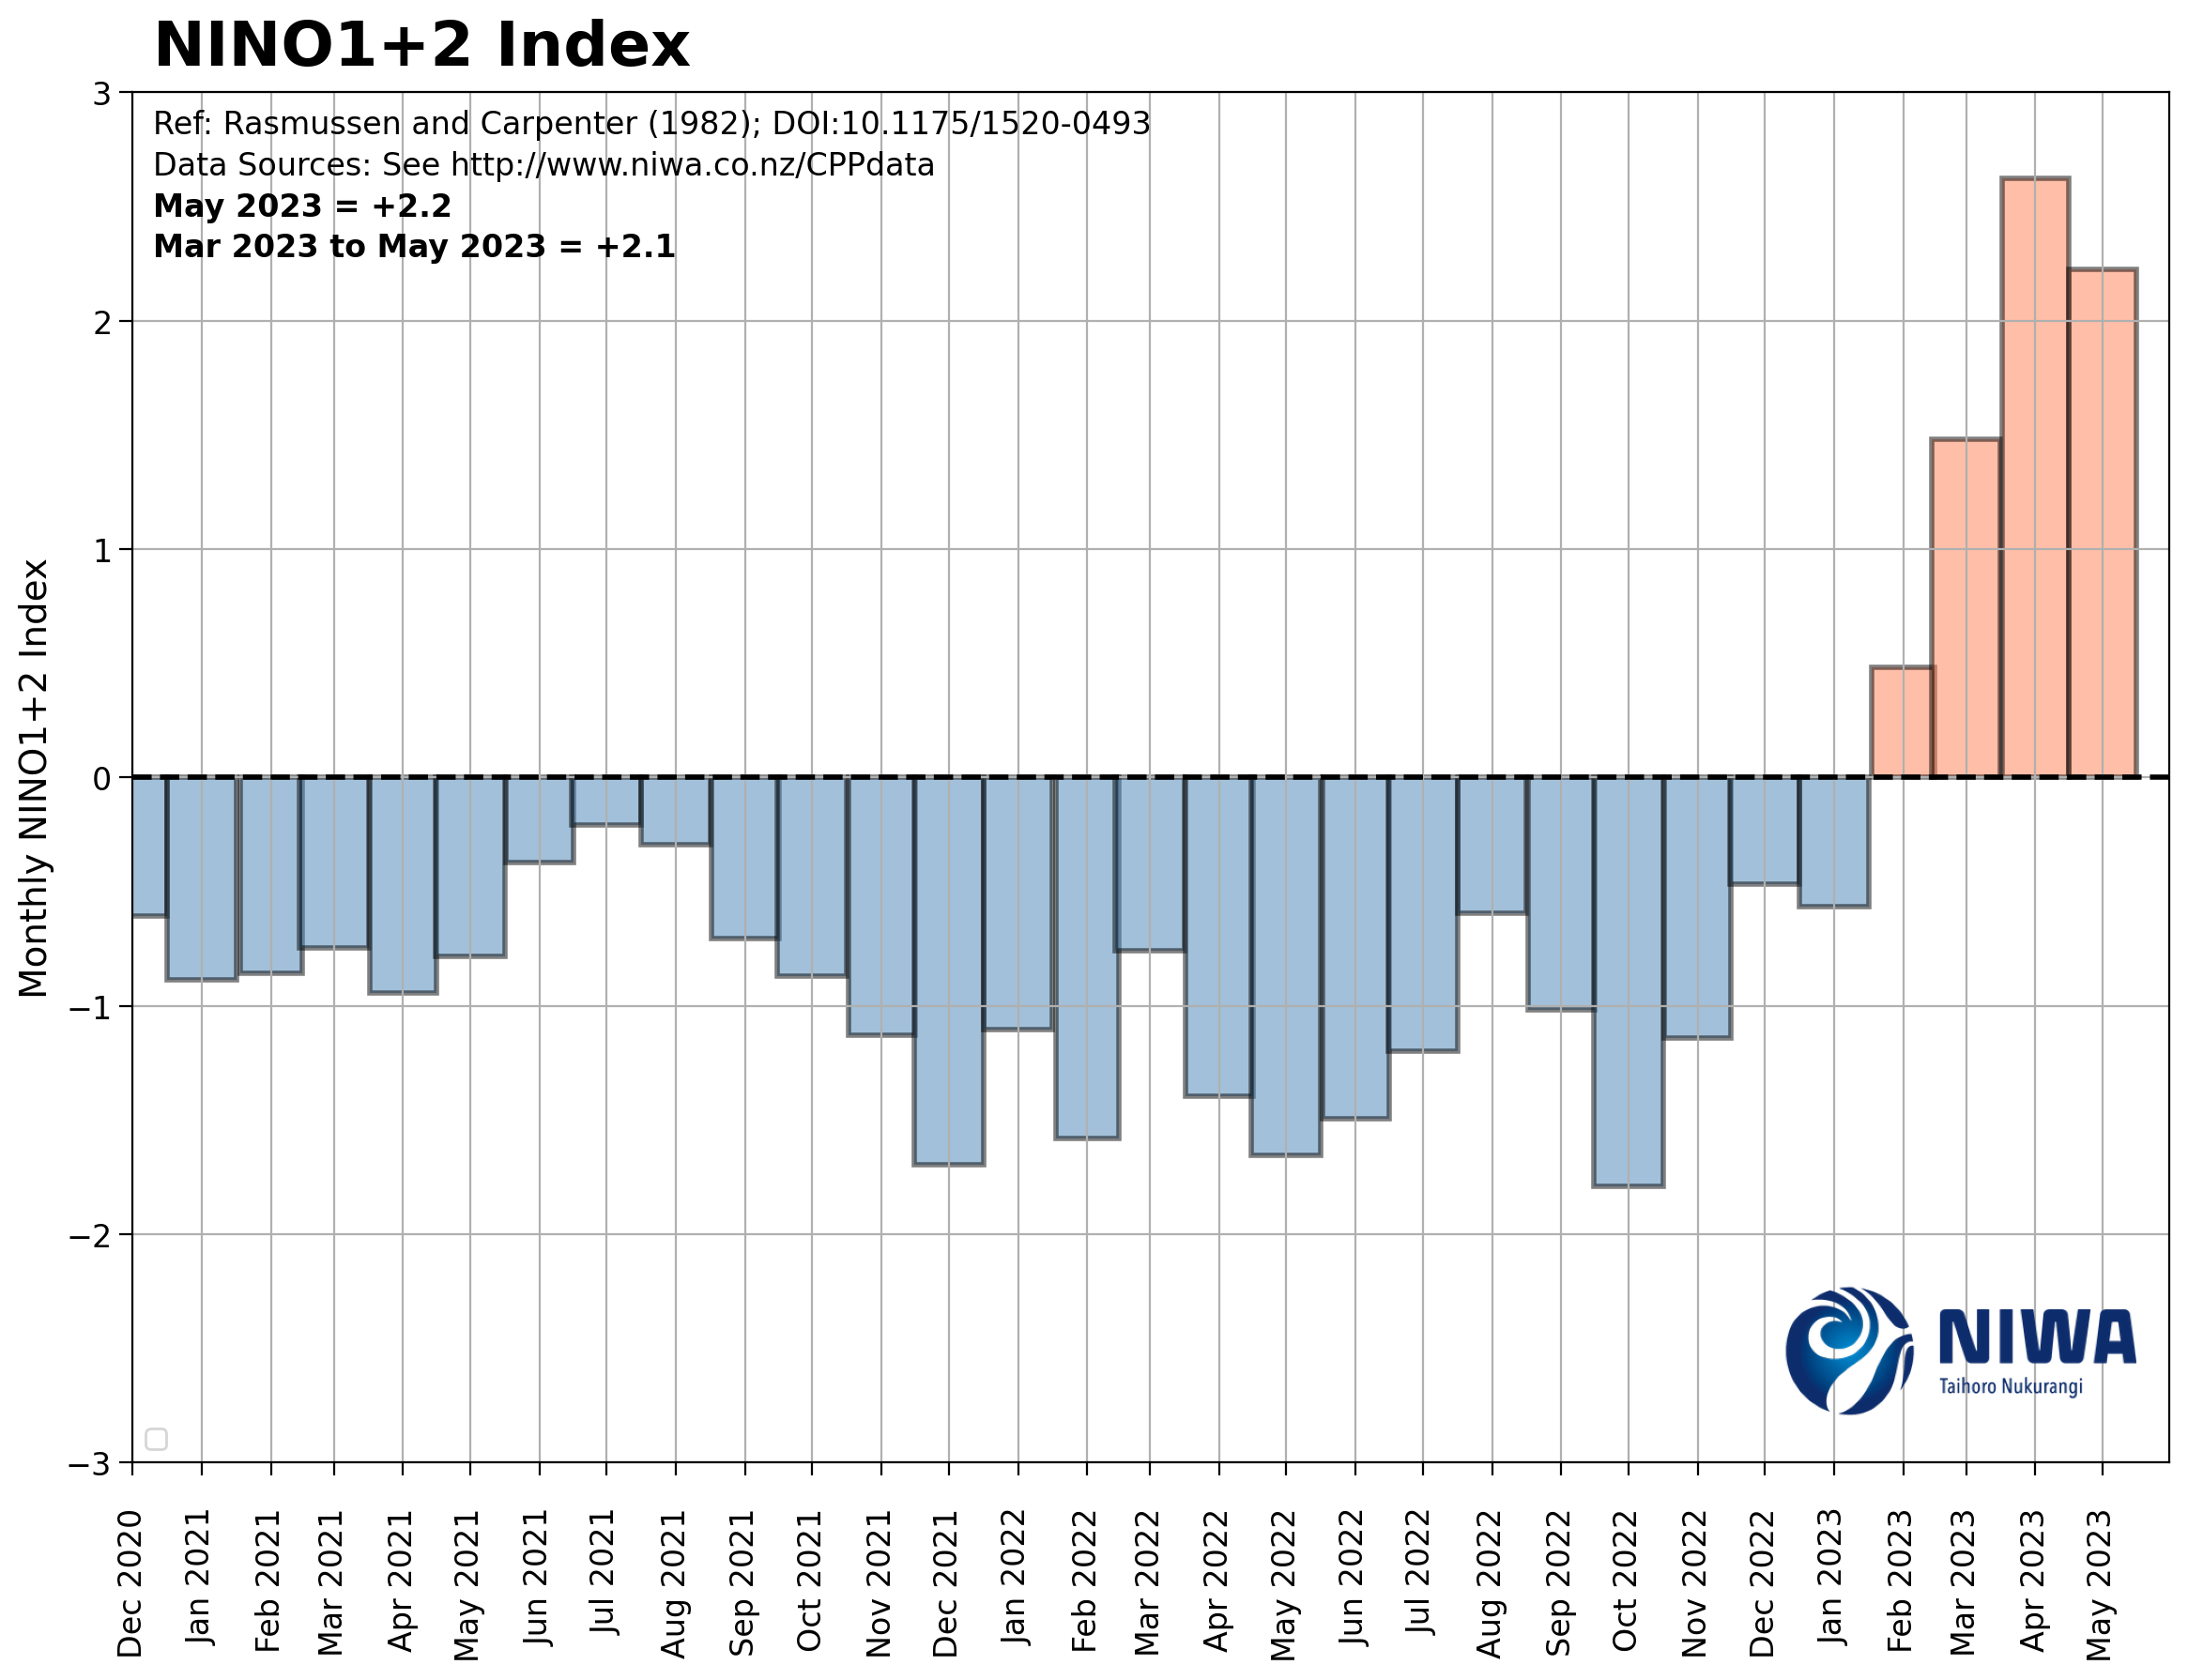 NINO1+2 Index
Ref: Rasmussen and Carpenter (1982); DOI:10.1175/1520-0493
Data Sources: See http://www.niwa.co.nz/CPPdata
May 2023 = +2.2
Mar 2023 to May 2023 = +2.1
Monthly NINO1+2 Index
3
2
1
0
−1
−2
−3
NIWA
Taihoro Nukurangi
Dec 2020
Jan 2021
Feb 2021
Mar 2021
Apr 2021
May 2021
Jun 2021
Jul 2021
Aug 2021
Sep 2021
Oct 2021
Nov 2021
Dec 2021
Jan 2022
Feb 2022
Mar 2022
Apr 2022
May 2022
Jun 2022
Jul 2022
Aug 2022
Sep 2022
Oct 2022
Nov 2022
Dec 2022
Jan 2023
Feb 2023
Mar 2023
Apr 2023
May 2023